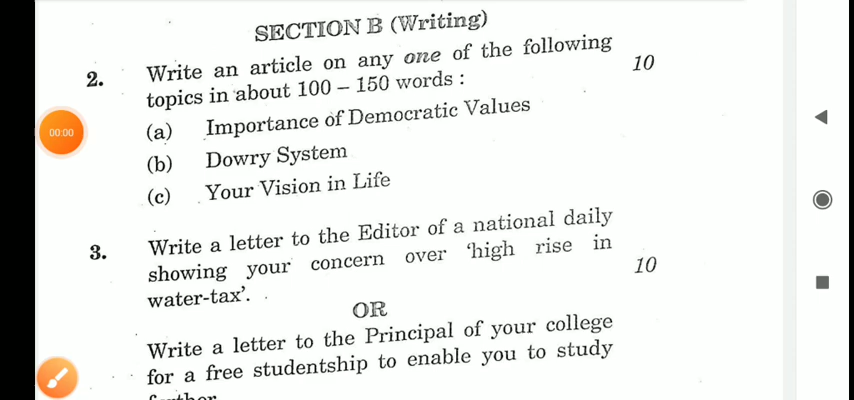 SECTION B (Writing)
2. Write an article on any one of the following 10
topics in about 100 – 150 words :
(a) Importance of Democratic Values
(b) Dowry System
(c) Your Vision in Life
3. Write a letter to the Editor of a national daily
showing your concern over ‘high rise in 10
water-tax’.
OR
Write a letter to the Principal of your college
for a free studentship to enable you to study
00:00